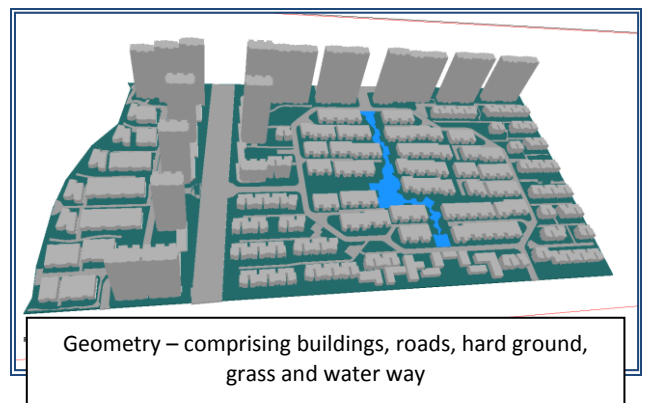 Geometry – comprising buildings, roads, hard ground,
grass and water way